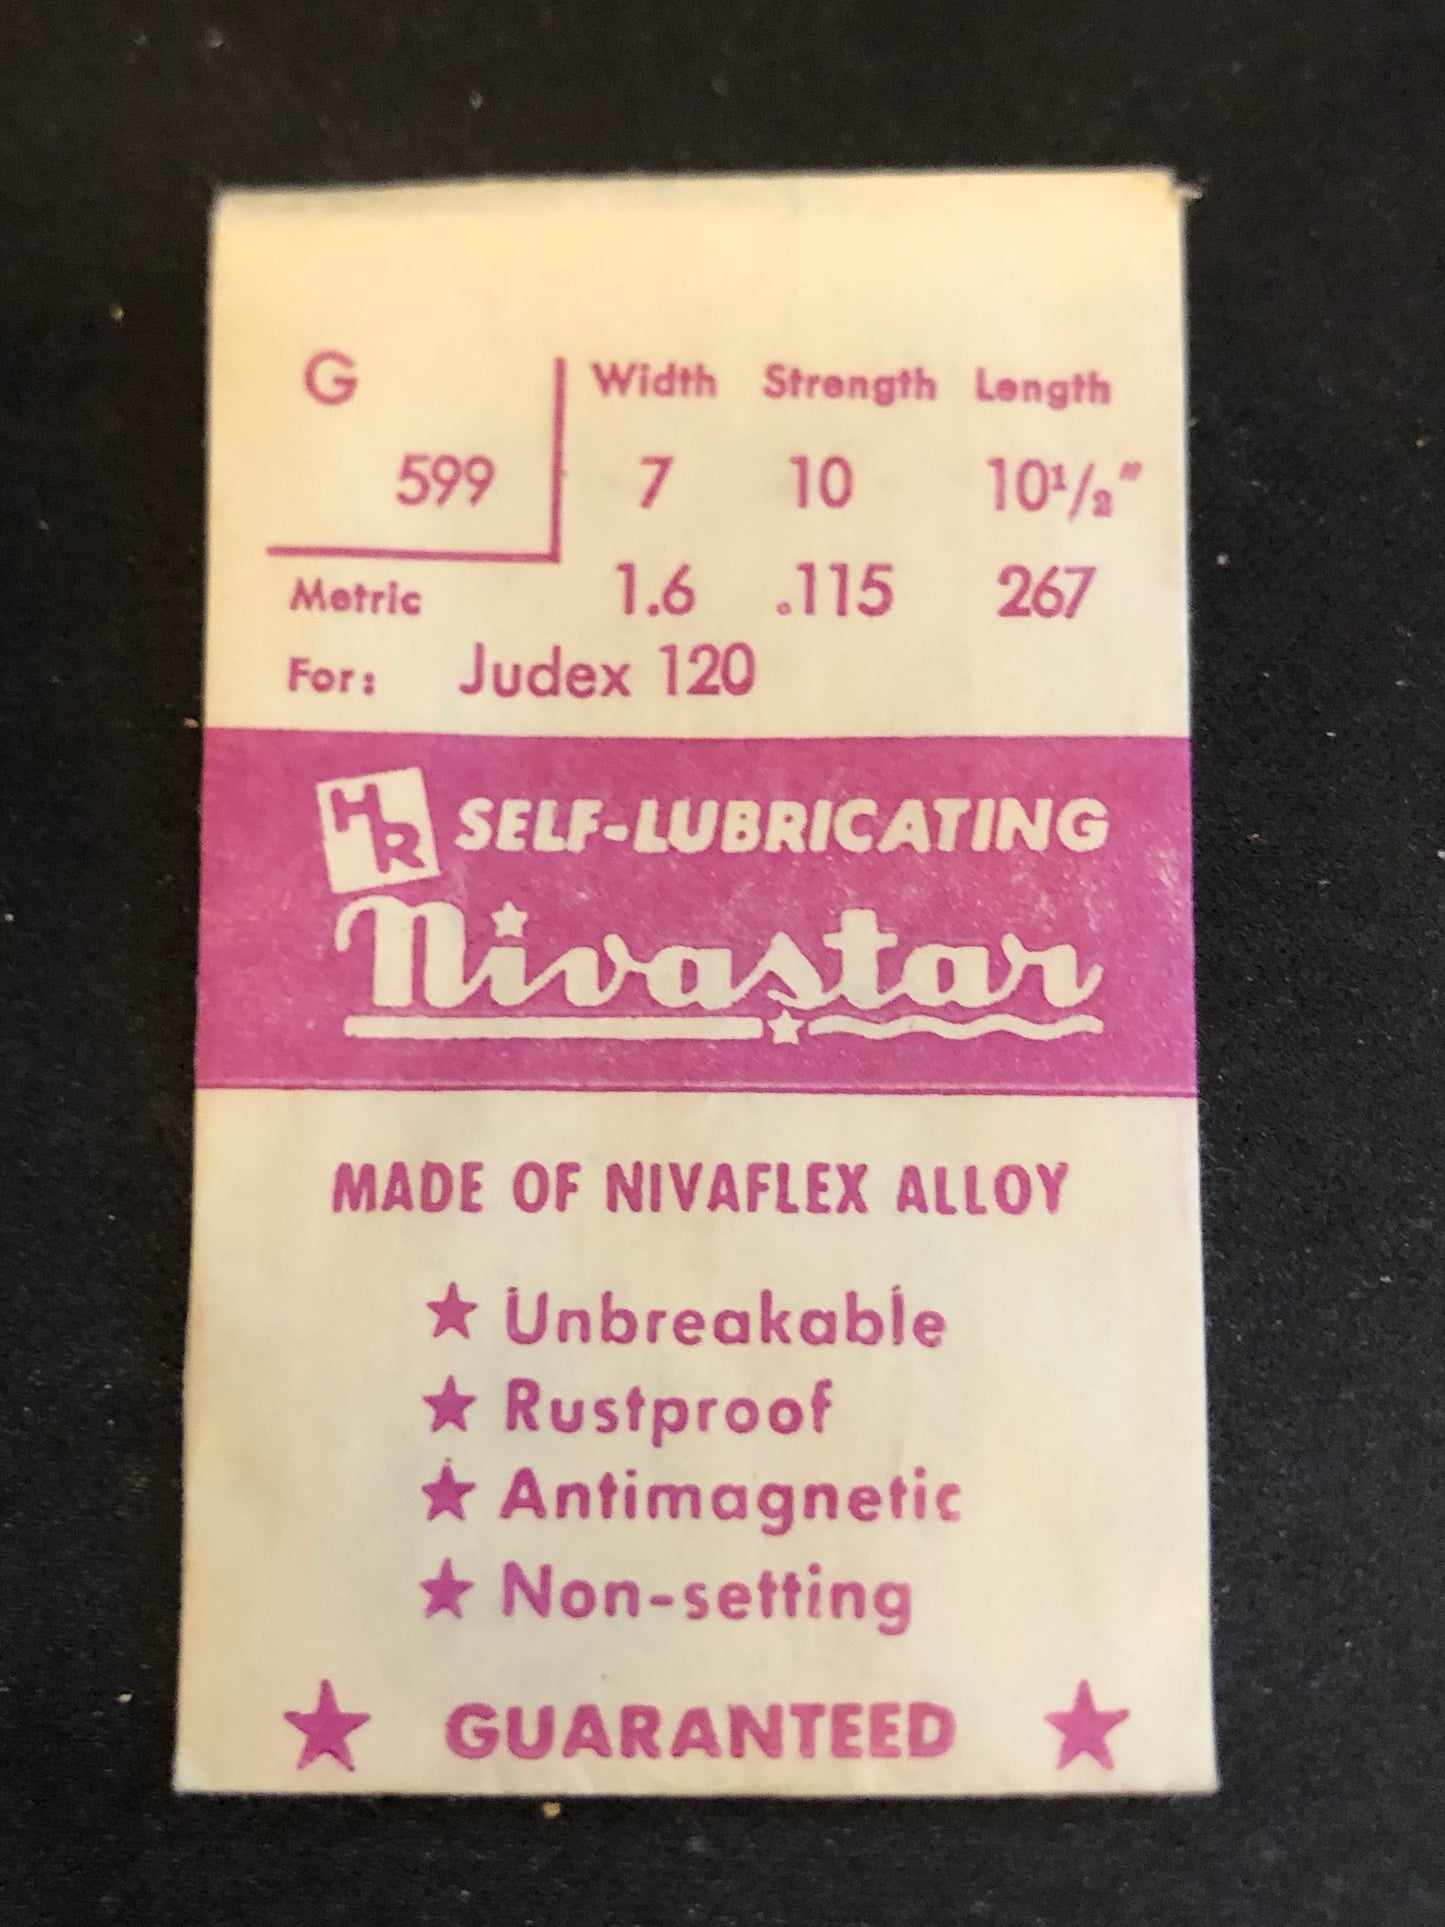 G Width Strength Length
599 7 10 10½"
Metric 1.6 .115 267
For: Judex 120
HR SELF-LUBRICATING
Nivastar
MADE OF NIVAFLEX ALLOY
★ Unbreakable
★ Rustproof
★ Antimagnetic
★ Non-setting
★ GUARANTEED ★